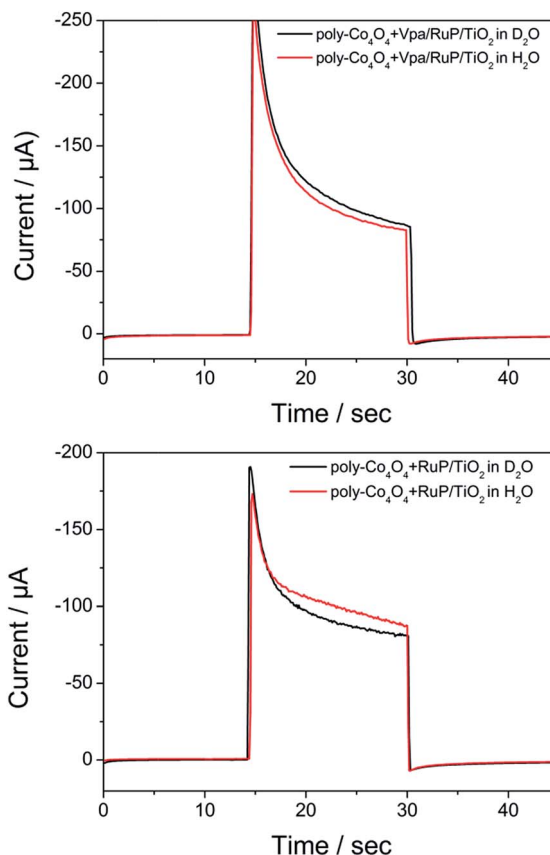 -250
-200
-150
-100
-50
0
Current / µA)
poly-Co₄O₄+Vpa/RuP/TiO₂ in D₂O
poly-Co₄O₄+Vpa/RuP/TiO₂ in H₂O
0 10 20 30 40
Time / sec
-200
-150
-100
-50
0
Current / µA
poly-Co₄O₄+RuP/TiO₂ in D₂O
poly-Co₄O₄+RuP/TiO₂ in H₂O
0 10 20 30 40
Time / sec